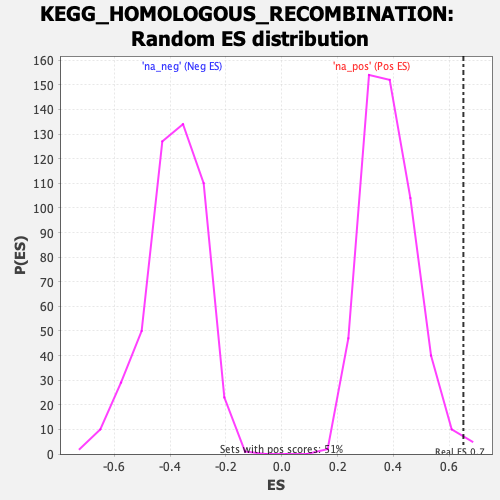 KEGG_HOMOLOGOUS_RECOMBINATION:
Random ES distribution
'na_neg' (Neg ES) 'na_pos' (Pos ES)
160
150
140
130
120
110
100
90
80
70
60
50
40
30
20
10
0
P(ES)
Sets with pos scores: 51%
Real ES 0.7
-0.6 -0.4 -0.2 0.0 0.2 0.4 0.6
ES